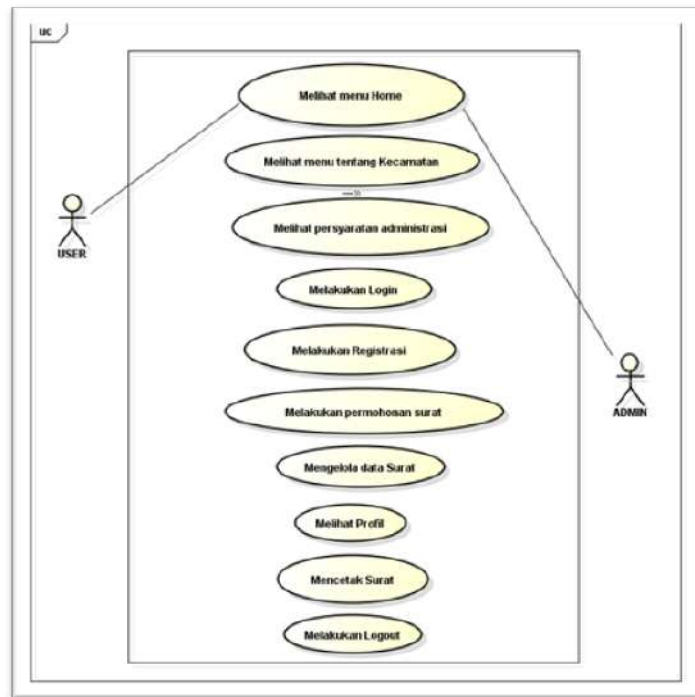 uc
Melihat menu Home
Melihat menu tentang Kecamatan
Melihat persyaratan administrasi
USER
Melakukan Login
Melakukan Registrasi
ADMIN
Melakukan permohonan surat
Mengelola data Surat
Melihat Profil
Mencetak Surat
Melakukan Logout